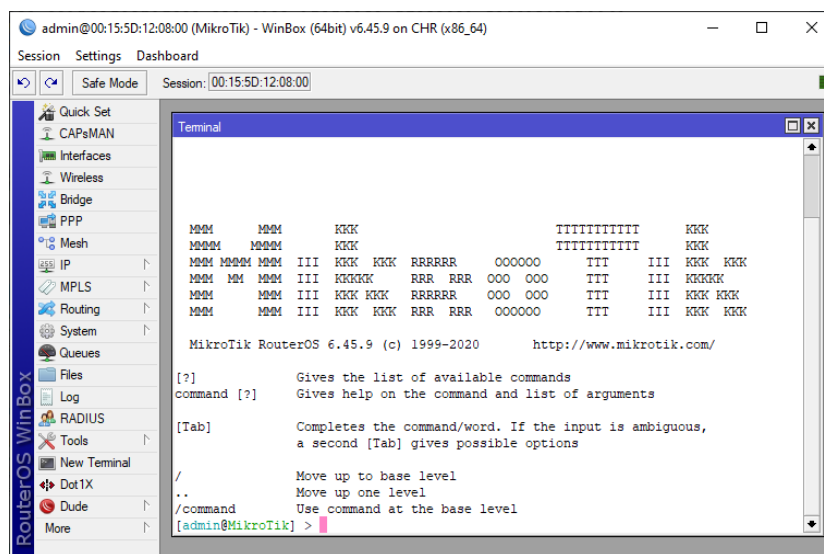 admin@00:15:5D:12:08:00 (MikroTik) - WinBox (64bit) v6.45.9 on CHR (x86_64)
Session Settings Dashboard
Safe Mode Session: 00:15:5D:12:08:00
Quick Set
CAPsMAN
Interfaces
Wireless
Bridge
PPP
Mesh
IP
MPLS
Routing
System
Queues
Files
Log
RADIUS
Tools
New Terminal
Dot1X
Dude
More
RouterOS WinBox
Terminal
MMM      MMM       KKK                          TTTTTTTTTTT      KKK
MMMM    MMMM       KKK                          TTTTTTTTTTT      KKK
MMM MMMM MMM  III  KKK  KKK  RRRRRR     OOOOOO      TTT     III  KKK  KKK
MMM  MM  MMM  III  KKKKK     RRR  RRR  OOO  OOO     TTT     III  KKKKK
MMM      MMM  III  KKK KKK   RRRRRR    OOO  OOO     TTT     III  KKK KKK
MMM      MMM  III  KKK  KKK  RRR  RRR   OOOOOO      TTT     III  KKK  KKK
MikroTik RouterOS 6.45.9 (c) 1999-2020       http://www.mikrotik.com/
[?]             Gives the list of available commands
command [?]     Gives help on the command and list of arguments
[Tab]           Completes the command/word. If the input is ambiguous,
a second [Tab] gives possible options
/               Move up to base level
..              Move up one level
/command        Use command at the base level
[admin@MikroTik] >